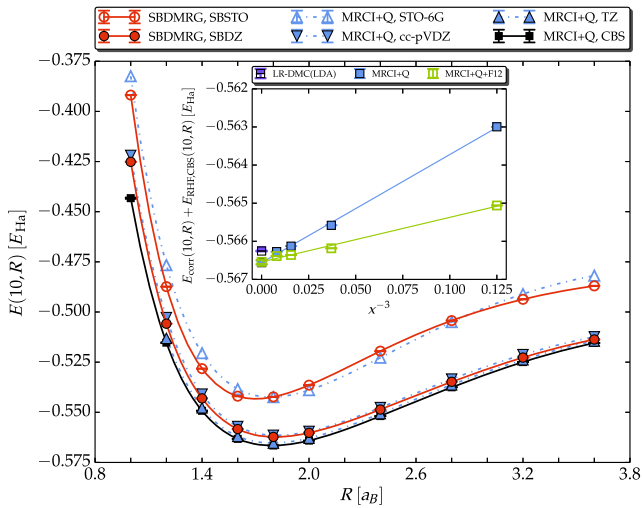 SBDMRG, SBSTO MRCI+Q, STO-6G MRCI+Q, TZ
SBDMRG, SBDZ MRCI+Q, cc-pVDZ MRCI+Q, CBS
−0.375
−0.400
−0.425
−0.450
−0.475
−0.500
−0.525
−0.550
−0.575
E(10,R) [E_Ha]
LR-DMC(LDA) MRCI+Q MRCI+Q+F12
−0.562
−0.563
−0.564
−0.565
−0.566
−0.567
E_corr(10,R) + E_RHF,CBS(10,R) [E_Ha]
0.000 0.025 0.050 0.075 0.100 0.125
x^−3
0.8 1.4 2.0 2.6 3.2 3.8
R [a_B]